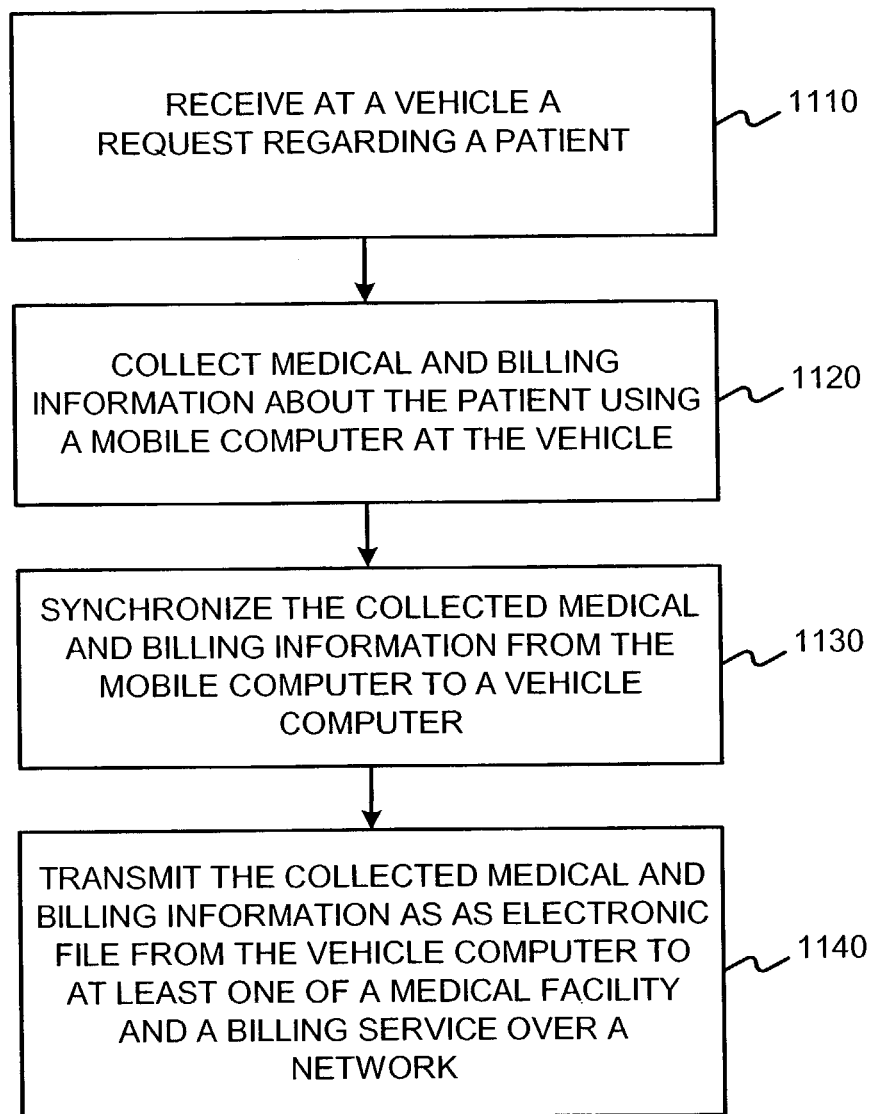 RECEIVE AT A VEHICLE A
REQUEST REGARDING A PATIENT
1110
COLLECT MEDICAL AND BILLING
INFORMATION ABOUT THE PATIENT USING
A MOBILE COMPUTER AT THE VEHICLE
1120
SYNCHRONIZE THE COLLECTED MEDICAL
AND BILLING INFORMATION FROM THE
MOBILE COMPUTER TO A VEHICLE
COMPUTER
1130
TRANSMIT THE COLLECTED MEDICAL AND
BILLING INFORMATION AS AS ELECTRONIC
FILE FROM THE VEHICLE COMPUTER TO
AT LEAST ONE OF A MEDICAL FACILITY
AND A BILLING SERVICE OVER A
NETWORK
1140